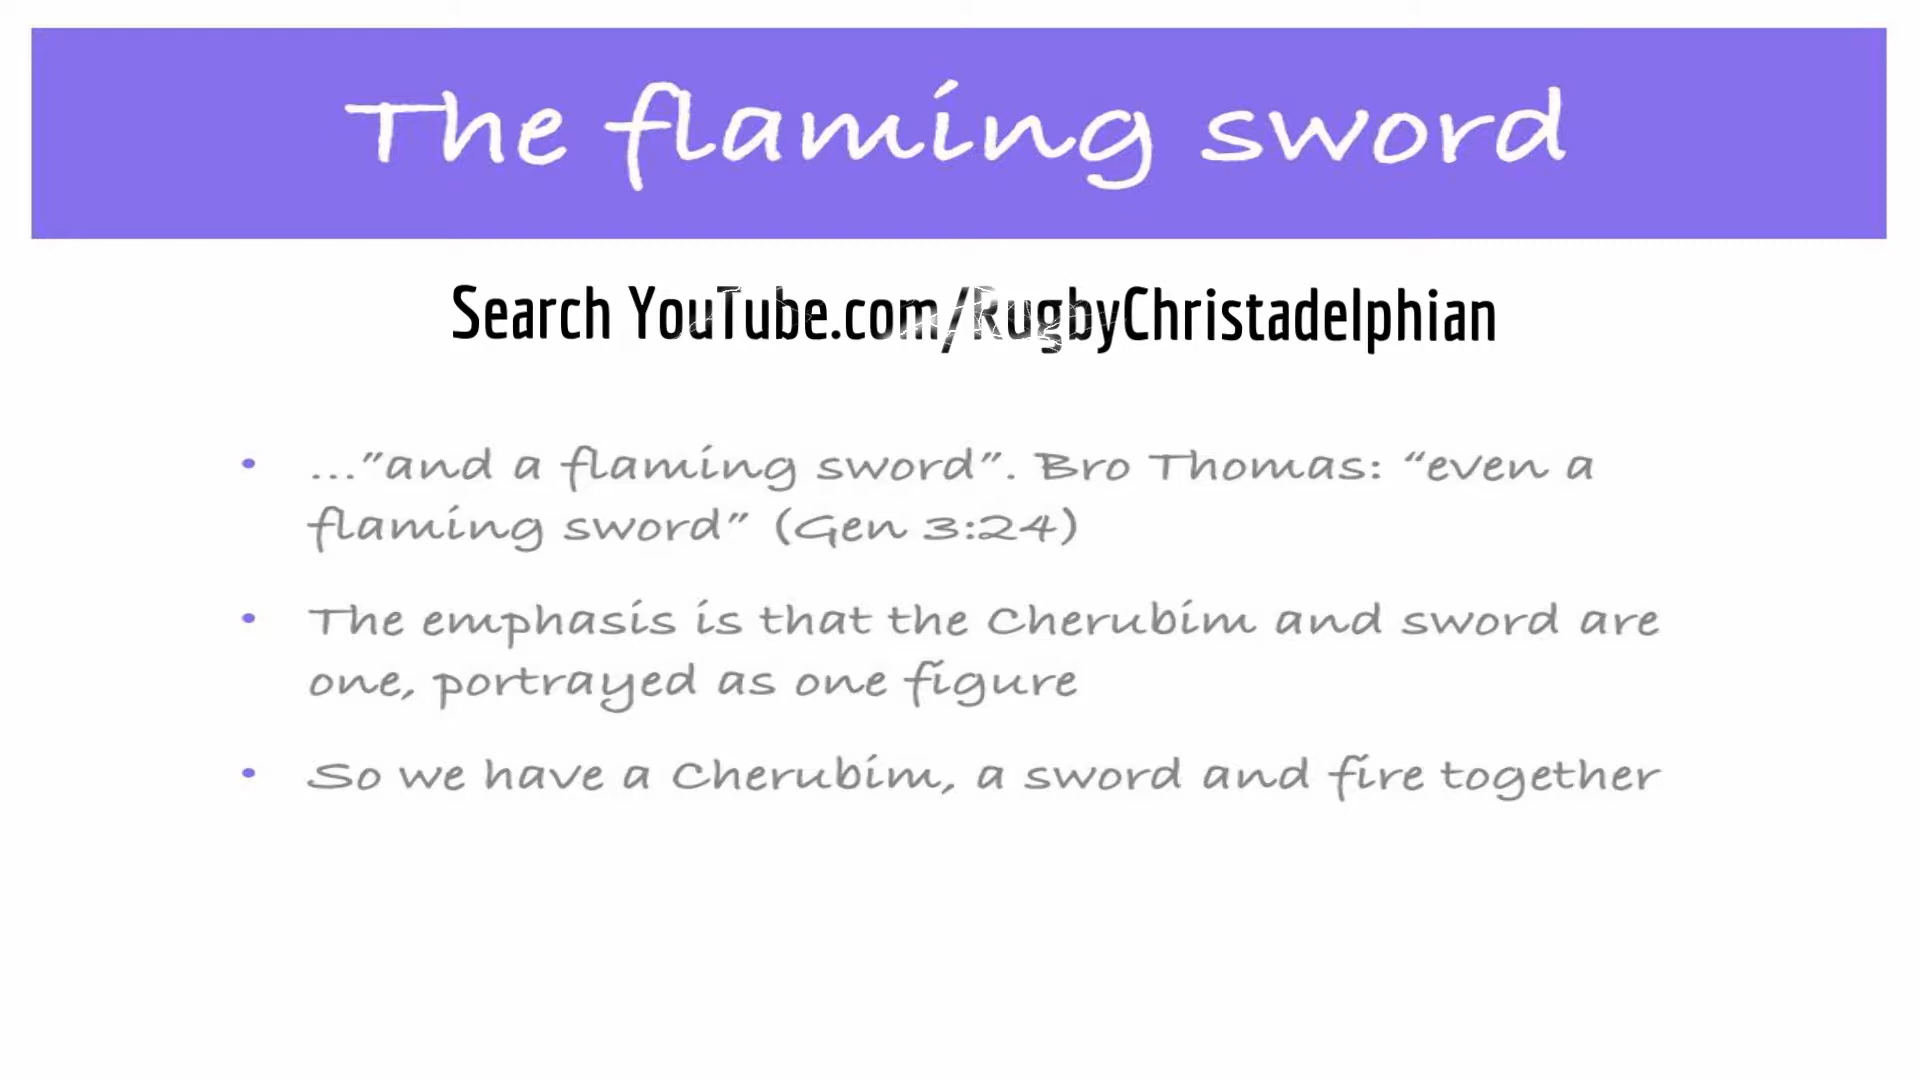 The flaming sword
Search YouTube.com/RugbyChristadelphian
• ..."and a flaming sword". Bro Thomas: “even a
flaming sword” (Gen 3:24)
• The emphasis is that the Cherubim and sword are
one, portrayed as one figure
• So we have a Cherubim, a sword and fire together